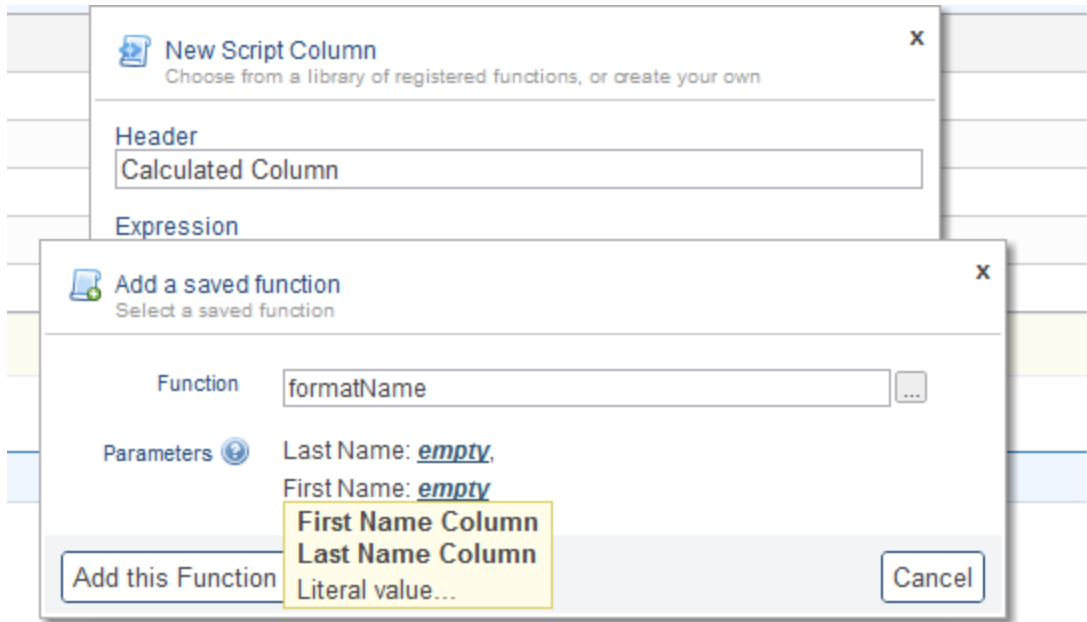 New Script Column
x
Choose from a library of registered functions, or create your own
Header
Calculated Column
Expression
Add a saved function
x
Select a saved function
Function
formatName
...
Parameters ?
Last Name: empty,
First Name: empty
First Name Column
Last Name Column
Literal value...
Add this Function
Cancel